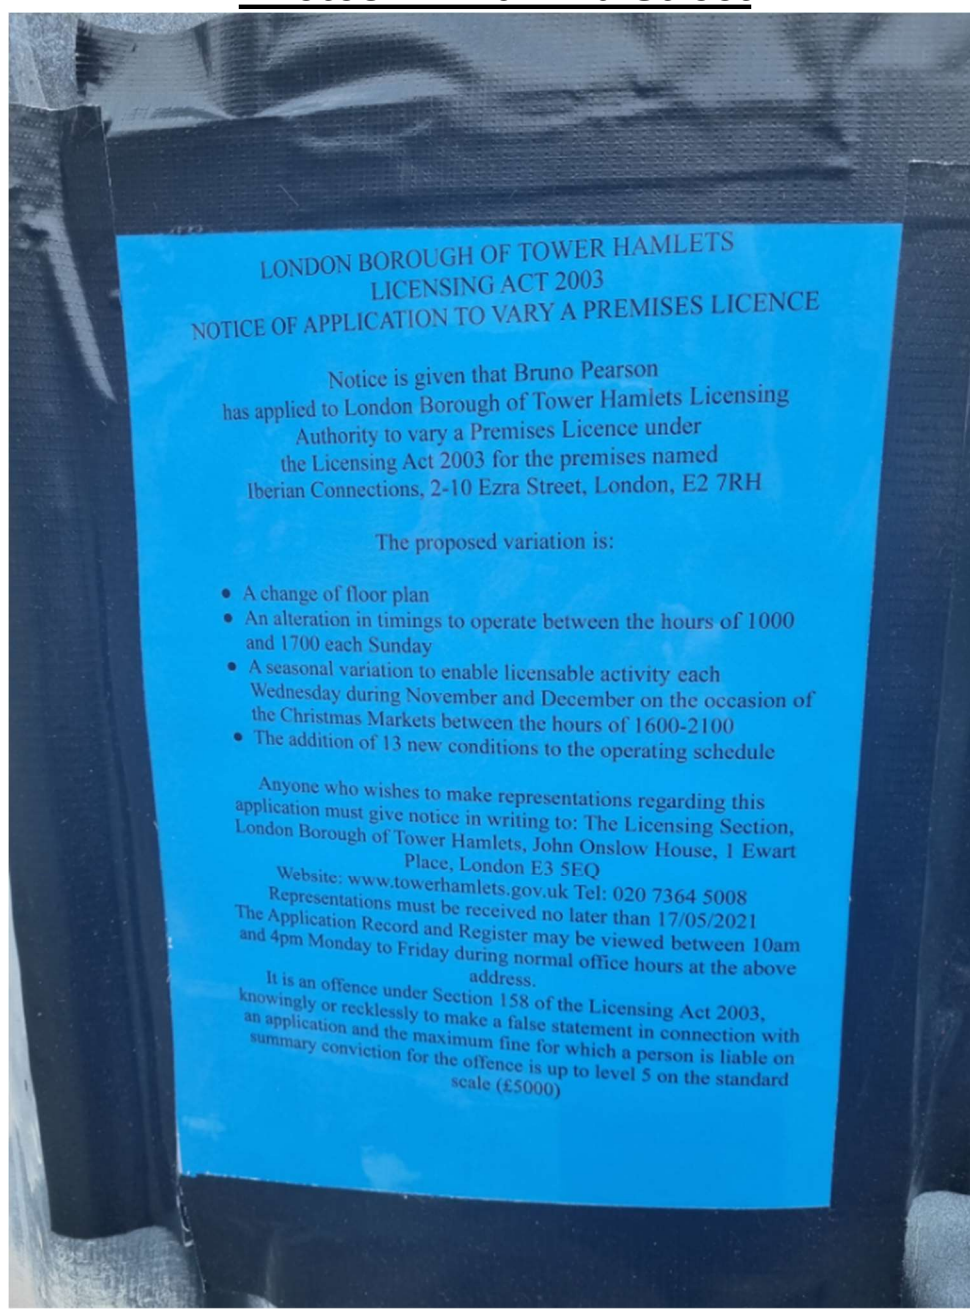 LONDON BOROUGH OF TOWER HAMLETS
LICENSING ACT 2003
NOTICE OF APPLICATION TO VARY A PREMISES LICENCE
Notice is given that Bruno Pearson
has applied to London Borough of Tower Hamlets Licensing
Authority to vary a Premises Licence under
the Licensing Act 2003 for the premises named
Iberian Connections, 2-10 Ezra Street, London, E2 7RH
The proposed variation is:
• A change of floor plan
• An alteration in timings to operate between the hours of 1000
and 1700 each Sunday
• A seasonal variation to enable licensable activity each
Wednesday during November and December on the occasion of
the Christmas Markets between the hours of 1600-2100
• The addition of 13 new conditions to the operating schedule
Anyone who wishes to make representations regarding this
application must give notice in writing to: The Licensing Section,
London Borough of Tower Hamlets, John Onslow House, 1 Ewart
Place, London E3 5EQ
Website: www.towerhamlets.gov.uk Tel: 020 7364 5008
Representations must be received no later than 17/05/2021
The Application Record and Register may be viewed between 10am
and 4pm Monday to Friday during normal office hours at the above
address.
It is an offence under Section 158 of the Licensing Act 2003,
knowingly or recklessly to make a false statement in connection with
an application and the maximum fine for which a person is liable on
summary conviction for the offence is up to level 5 on the standard
scale (£5000)